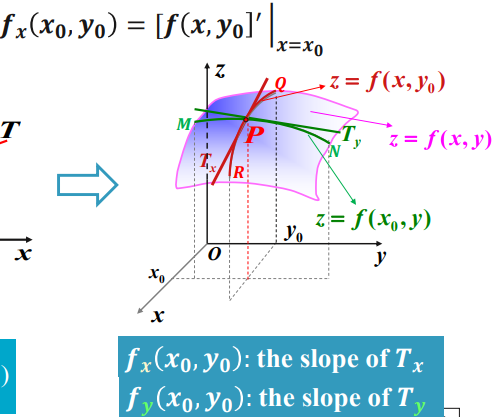 f_x(x_0, y_0) = [f(x, y_0]′ |_{x=x_0}
z
Q
z = f(x, y_0)
M
P
T_y
z = f(x, y)
T
N
T_x
R
z = f(x_0, y)
y_0
x
O
y
x_0
x
)
f_x(x_0, y_0): the slope of T_x
f_y(x_0, y_0): the slope of T_y